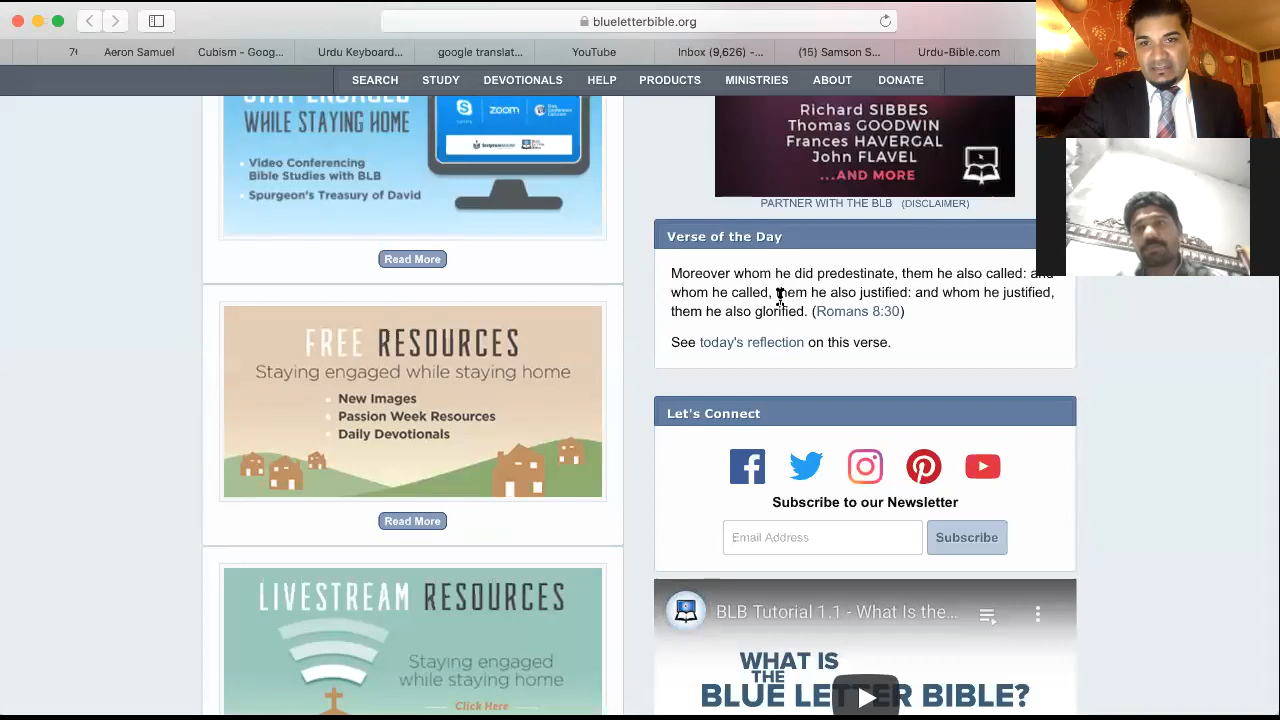 blueletterbible.org
Aeron Samuel
Cubism - Goog...
Urdu Keyboard...
google translat...
YouTube
Inbox (9,626) -...
(15) Samson S...
Urdu-Bible.com
SEARCH
STUDY
DEVOTIONALS
HELP
PRODUCTS
MINISTRIES
ABOUT
DONATE
STAY ENGAGED
WHILE STAYING HOME
Video Conferencing
Bible Studies with BLB
Spurgeon's Treasury of David
zoom
Read More
FREE RESOURCES
Staying engaged while staying home
New Images
Passion Week Resources
Daily Devotionals
Read More
LIVESTREAM RESOURCES
Staying engaged
while staying home
Click Here
Richard SIBBES
Thomas GOODWIN
Frances HAVERGAL
John FLAVEL
...AND MORE
PARTNER WITH THE BLB (DISCLAIMER)
Verse of the Day
Moreover whom he did predestinate, them he also called: and
whom he called, them he also justified: and whom he justified,
them he also glorified. (Romans 8:30)
See today's reflection on this verse.
Let's Connect
Subscribe to our Newsletter
Email Address
Subscribe
BLB Tutorial 1.1 - What Is the...
WHAT IS
THE
BLUE LETTER BIBLE?